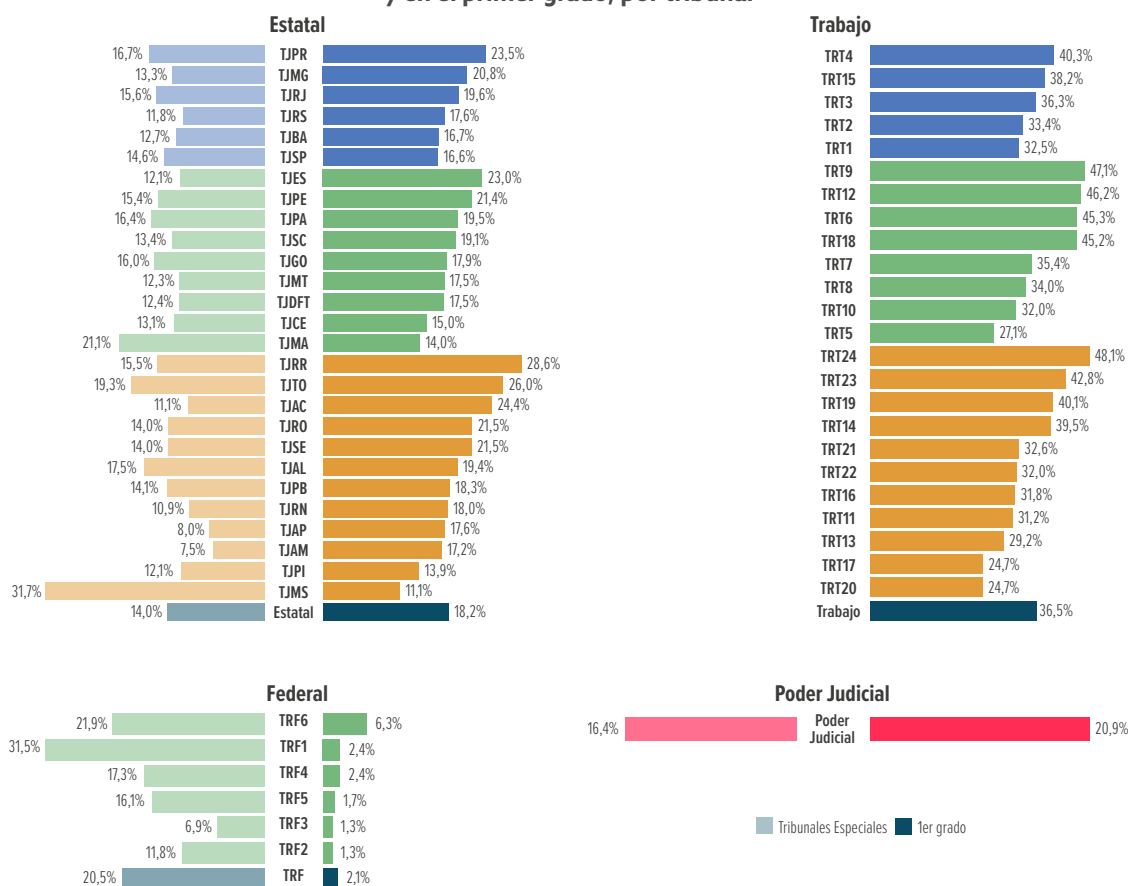 y en el primer grado, por tribunal
Estatal
16,7% TJPR 23,5%
13,3% TJMG 20,8%
15,6% TJRJ 19,6%
11,8% TJRS 17,6%
12,7% TJBA 16,7%
14,6% TJSP 16,6%
12,1% TJES 23,0%
15,4% TJPE 21,4%
16,4% TJPA 19,5%
13,4% TJSC 19,1%
16,0% TJGO 17,9%
12,3% TJMT 17,5%
12,4% TJDFT 17,5%
13,1% TJCE 15,0%
21,1% TJMA 14,0%
15,5% TJRR 28,6%
19,3% TJTO 26,0%
11,1% TJAC 24,4%
14,0% TJRO 21,5%
14,0% TJSE 21,5%
17,5% TJAL 19,4%
14,1% TJPB 18,3%
10,9% TJRN 18,0%
8,0% TJAP 17,6%
7,5% TJAM 17,2%
12,1% TJPI 13,9%
31,7% TJMS 11,1%
14,0% Estatal 18,2%
Trabajo
TRT4 40,3%
TRT15 38,2%
TRT3 36,3%
TRT2 33,4%
TRT1 32,5%
TRT9 47,1%
TRT12 46,2%
TRT6 45,3%
TRT18 45,2%
TRT7 35,4%
TRT8 34,0%
TRT10 32,0%
TRT5 27,1%
TRT24 48,1%
TRT23 42,8%
TRT19 40,1%
TRT14 39,5%
TRT21 32,6%
TRT22 32,0%
TRT16 31,8%
TRT11 31,2%
TRT13 29,2%
TRT17 24,7%
TRT20 24,7%
Trabajo 36,5%
Federal
21,9% TRF6 6,3%
31,5% TRF1 2,4%
17,3% TRF4 2,4%
16,1% TRF5 1,7%
6,9% TRF3 1,3%
11,8% TRF2 1,3%
20,5% TRF 2,1%
Poder Judicial
16,4% Poder Judicial 20,9%
Tribunales Especiales 1er grado